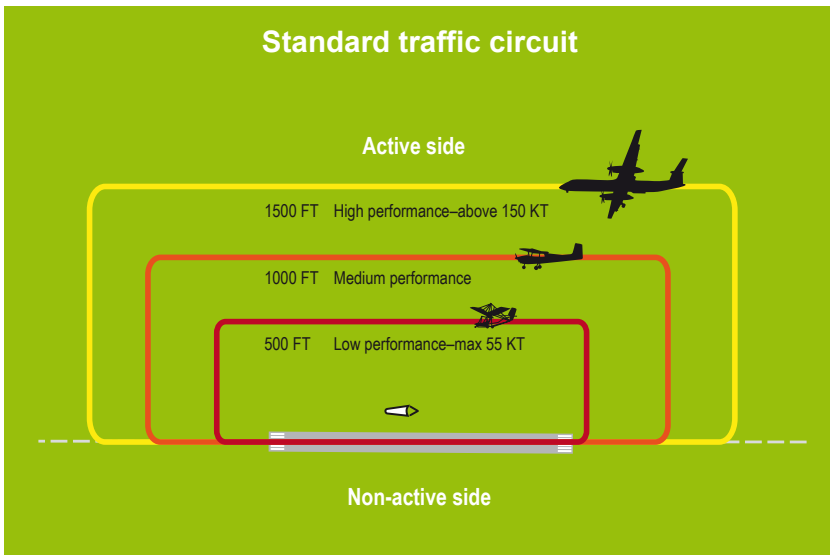 Standard traffic circuit
Active side
1500 FT High performance–above 150 KT
1000 FT Medium performance
500 FT Low performance–max 55 KT
Non-active side